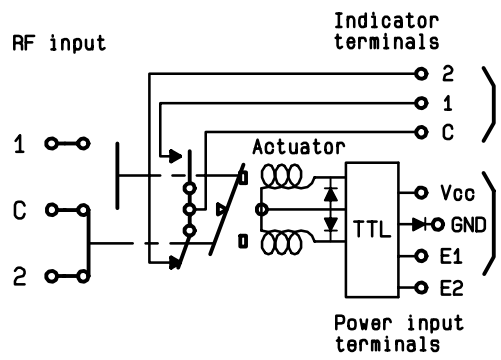 Indicator
terminals
RF input
2
1
C
Actuator
1
C
2
TTL
Vcc
GND
E1
E2
Power input
terminals